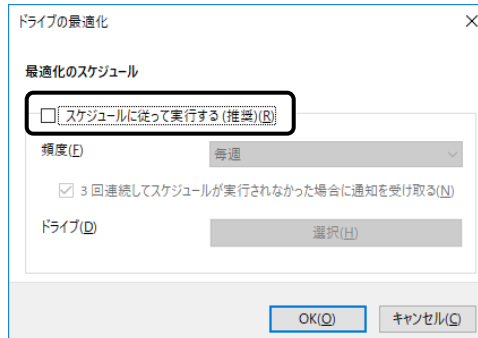 ドライブの最適化
最適化のスケジュール
スケジュールに従って実行する(推奨)(R)
頻度(F)
毎週
3 回連続してスケジュールが実行されなかった場合に通知を受け取る(N)
ドライブ(D)
選択(H)
OK(O)
キャンセル(C)